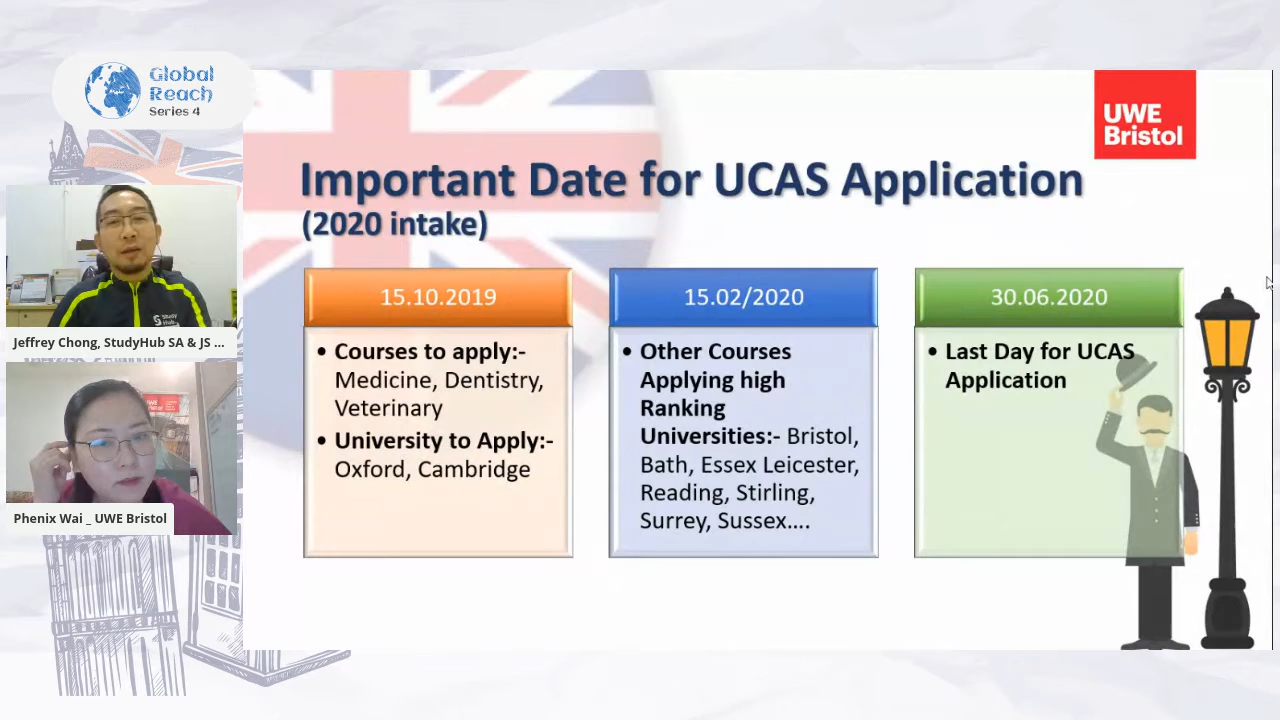 Global
Reach
Series 4
UWE
Bristol
Important Date for UCAS Application
(2020 intake)
Jeffrey Chong, StudyHub SA & JS ...
Phenix Wai _ UWE Bristol
15.10.2019
• Courses to apply:-
Medicine, Dentistry,
Veterinary
• University to Apply:-
Oxford, Cambridge
15.02/2020
• Other Courses
Applying high
Ranking
Universities:- Bristol,
Bath, Essex Leicester,
Reading, Stirling,
Surrey, Sussex....
30.06.2020
• Last Day for UCAS
Application
Study
Hub